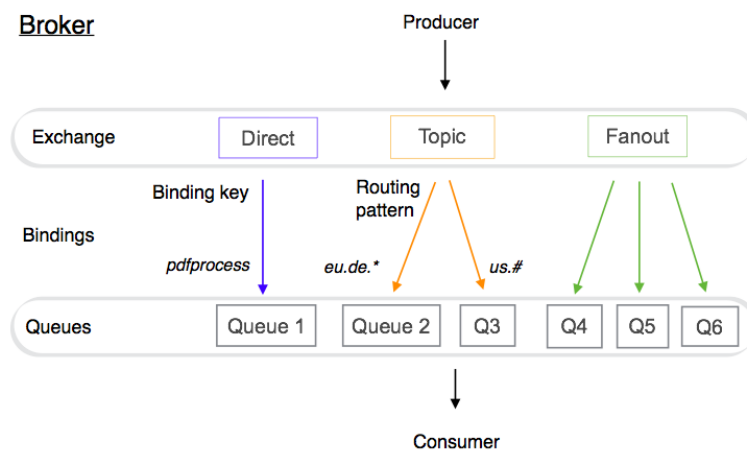 Broker
Producer
Exchange
Direct
Topic
Fanout
Binding key
Routing
pattern
Bindings
pdfprocess
eu.de.*
us.#
Queues
Queue 1
Queue 2
Q3
Q4
Q5
Q6
Consumer